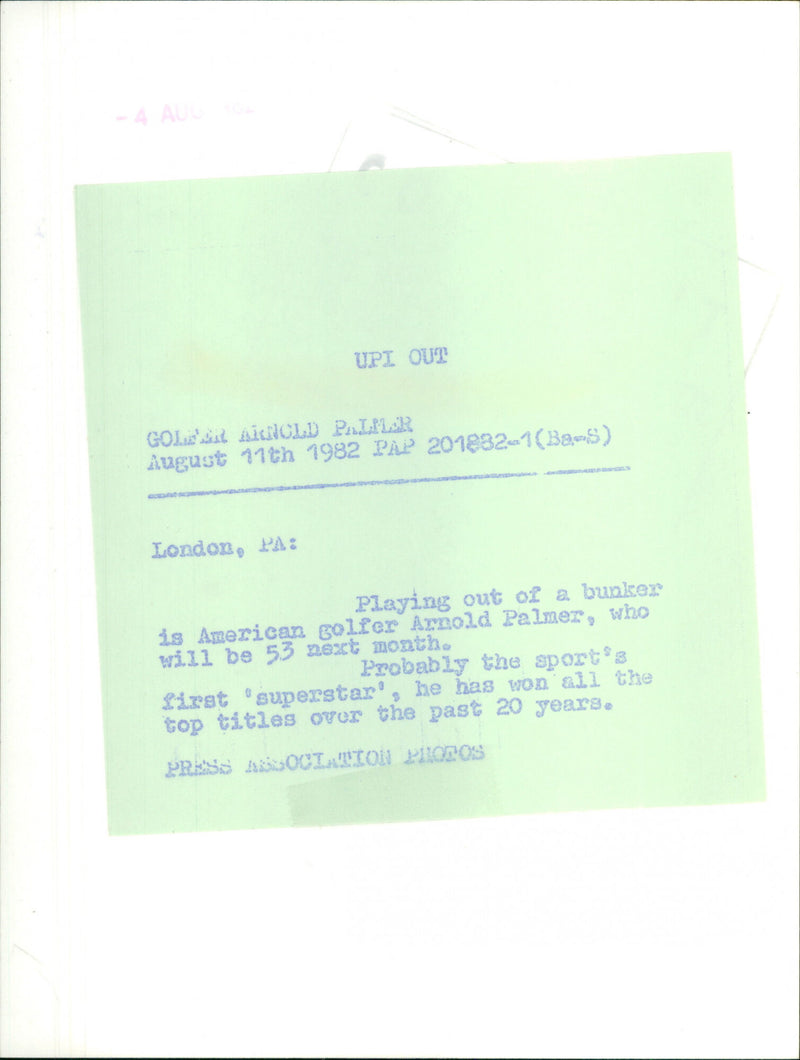 - 4 AUG 
UPI OUT
GOLFER ARNOLD PALMER
August 11th 1982 PAP 201882-1(Ba-S)
London, PA:
Playing out of a bunker
is American golfer Arnold Palmer, who
will be 53 next month.
Probably the sport's
first 'superstar', he has won all the
top titles over the past 20 years.
PRESS ASSOCIATION PHOTOS